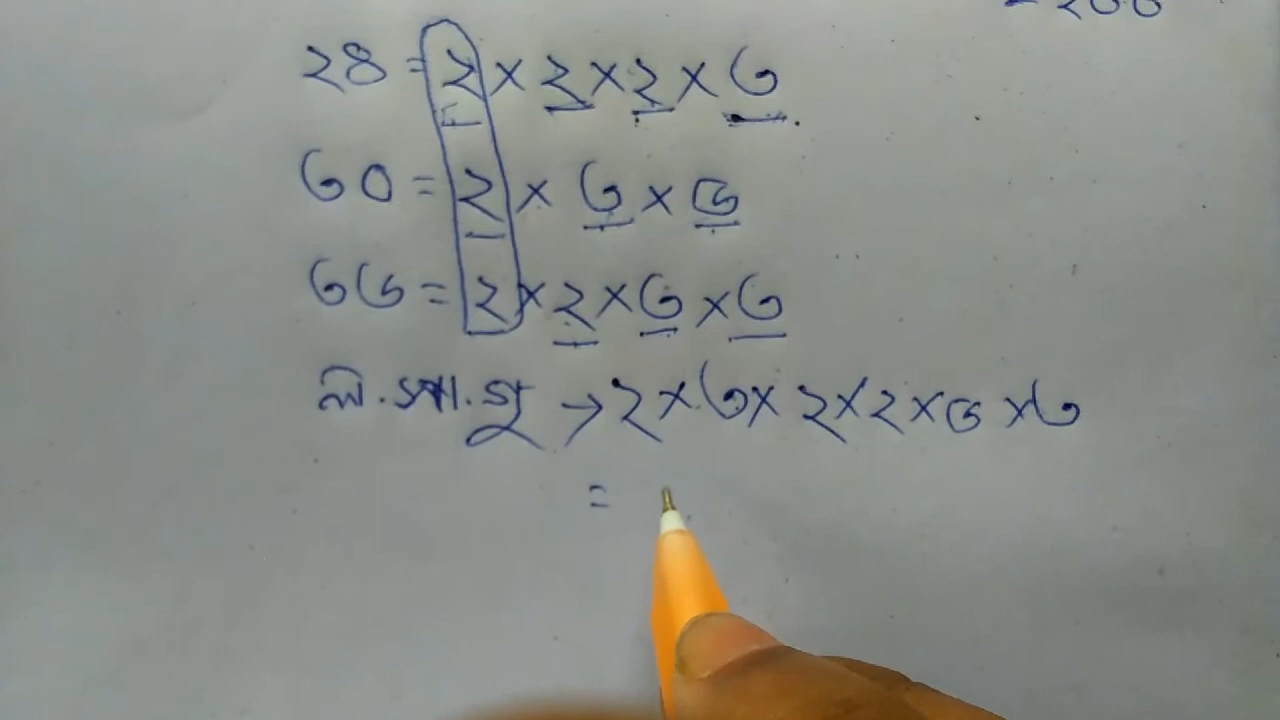 ২৪ = ২ × ২ × ২ × ৩
৩০ = ২ × ৩ × ৫
৩৬ = ২ × ২ × ৩ × ৩
ল.সা.গু → ২ × ৩ × ২ × ২ × ৫ × ৩
=